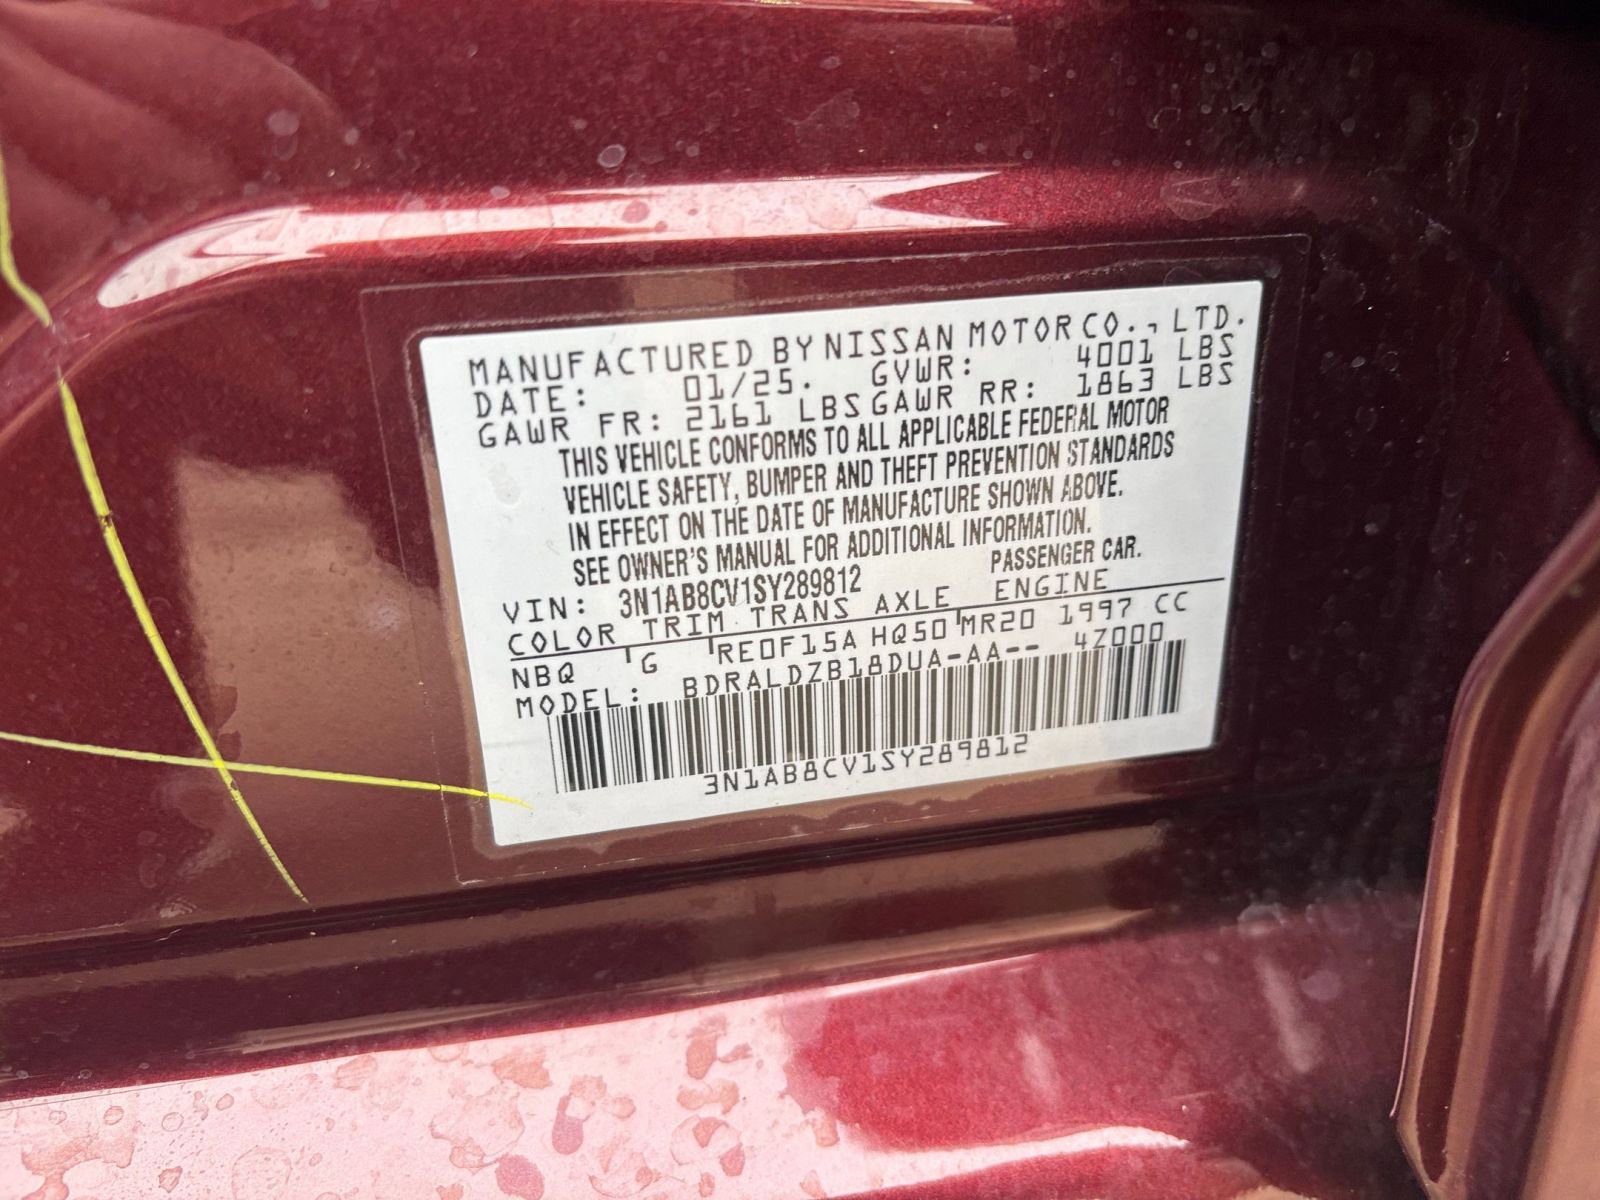 MANUFACTURED BY NISSAN MOTOR CO., LTD.
DATE: 01/25. GVWR: 4001 LBS
GAWR FR: 2161 LBS GAWR RR: 1863 LBS
THIS VEHICLE CONFORMS TO ALL APPLICABLE FEDERAL MOTOR
VEHICLE SAFETY, BUMPER AND THEFT PREVENTION STANDARDS
IN EFFECT ON THE DATE OF MANUFACTURE SHOWN ABOVE.
SEE OWNER'S MANUAL FOR ADDITIONAL INFORMATION.
PASSENGER CAR.
VIN: 3N1AB8CV1SY289812
COLOR TRIM TRANS AXLE ENGINE
NBQ G RE0F15A HQ50 MR20 1997 CC
MODEL: BDRALDZB18DUA-AA-- 4Z000
3N1AB8CV1SY289812